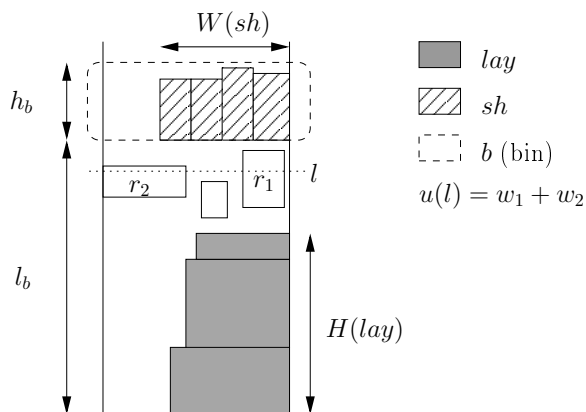 W(sh)
h_b
lay
sh
b (bin)
r_1
l
r_2
u(l) = w_1 + w_2
l_b
H(lay)